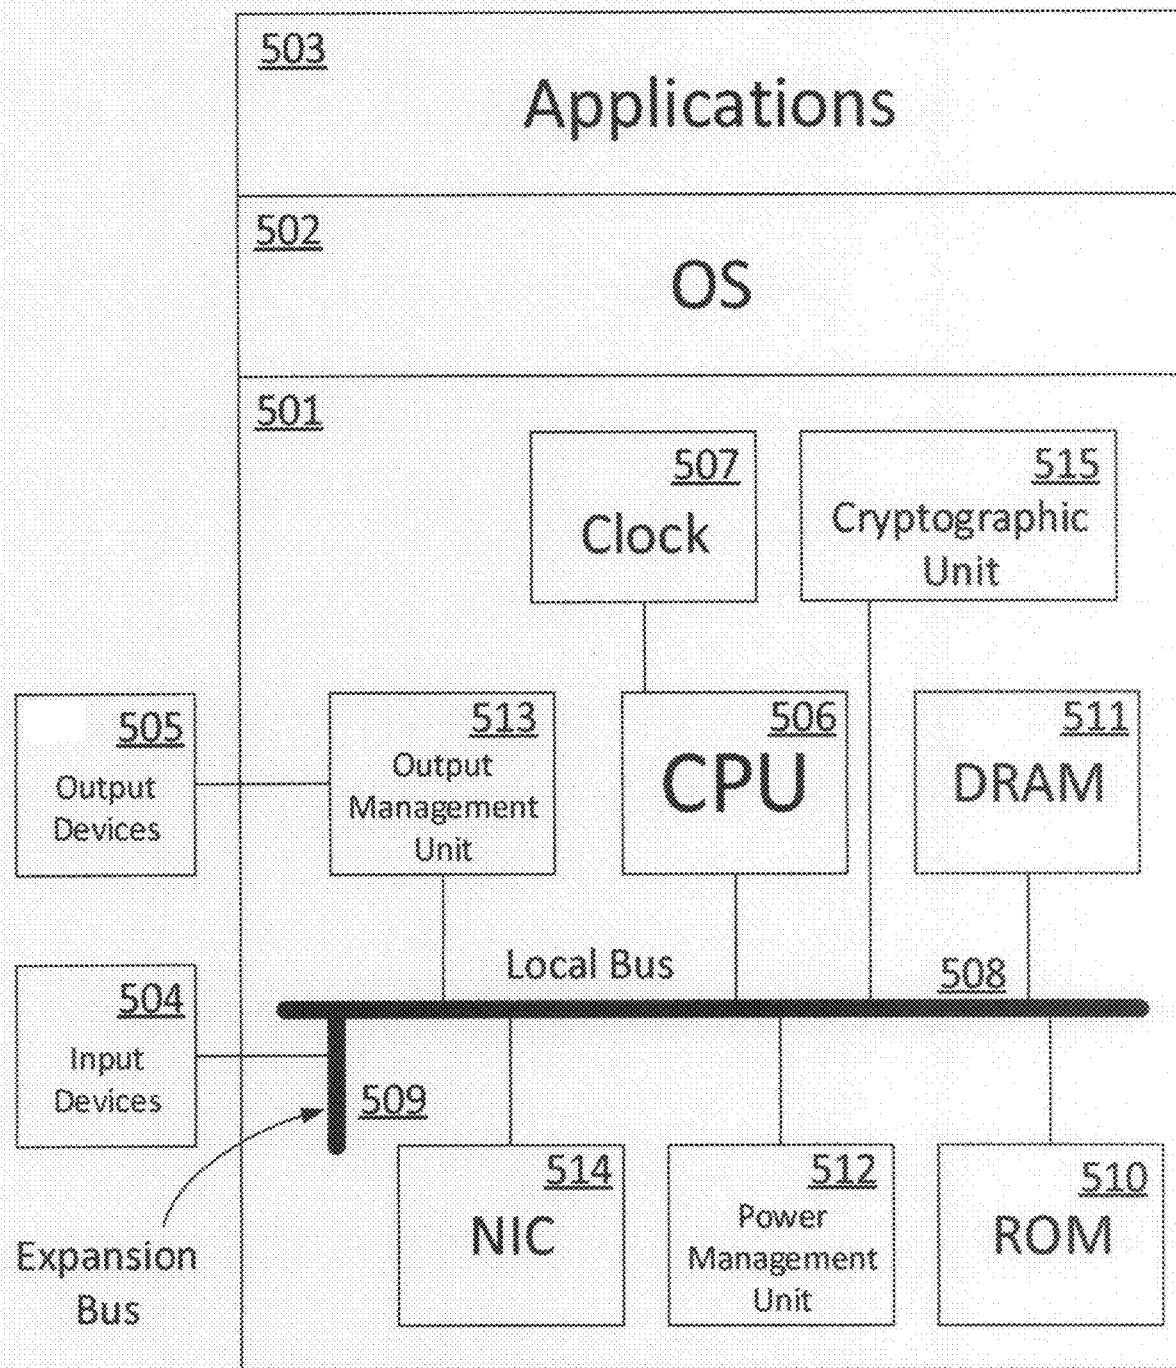 503
Applications
502
OS
501
507
Clock
515
Cryptographic
Unit
505
Output
Devices
513
Output
Management
Unit
506
CPU
511
DRAM
Local Bus
508
504
Input
Devices
509
Expansion
Bus
514
NIC
512
Power
Management
Unit
510
ROM